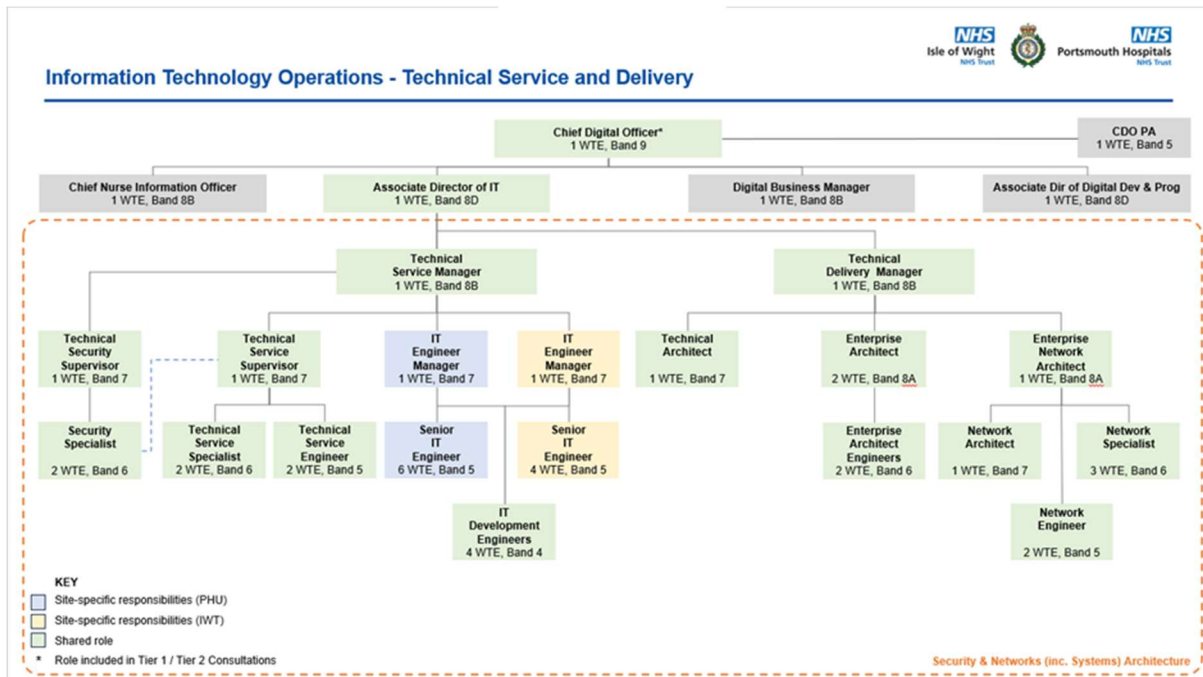 NHS
Isle of Wight
NHS Trust
NHS
Portsmouth Hospitals
NHS Trust
Information Technology Operations - Technical Service and Delivery
Chief Digital Officer*
1 WTE, Band 9
CDO PA
1 WTE, Band 5
Chief Nurse Information Officer
1 WTE, Band 8B
Associate Director of IT
1 WTE, Band 8D
Digital Business Manager
1 WTE, Band 8B
Associate Dir of Digital Dev & Prog
1 WTE, Band 8D
Technical
Service Manager
1 WTE, Band 8B
Technical
Delivery Manager
1 WTE, Band 8B
Technical
Security
Supervisor
1 WTE, Band 7
Technical
Service
Supervisor
1 WTE, Band 7
IT
Engineer
Manager
1 WTE, Band 7
IT
Engineer
Manager
1 WTE, Band 7
Technical
Architect
1 WTE, Band 7
Enterprise
Architect
2 WTE, Band 8A
Enterprise
Network
Architect
1 WTE, Band 8A
Security
Specialist
2 WTE, Band 6
Technical
Service
Specialist
2 WTE, Band 6
Technical
Service
Engineer
2 WTE, Band 5
Senior
IT
Engineer
6 WTE, Band 5
Senior
IT
Engineer
4 WTE, Band 5
Enterprise
Architect
Engineers
2 WTE, Band 6
Network
Architect
1 WTE, Band 7
Network
Specialist
3 WTE, Band 6
IT
Development
Engineers
4 WTE, Band 4
Network
Engineer
2 WTE, Band 5
KEY
Site-specific responsibilities (PHU)
Site-specific responsibilities (IWT)
Shared role
* Role included in Tier 1 / Tier 2 Consultations
Security & Networks (inc. Systems) Architecture